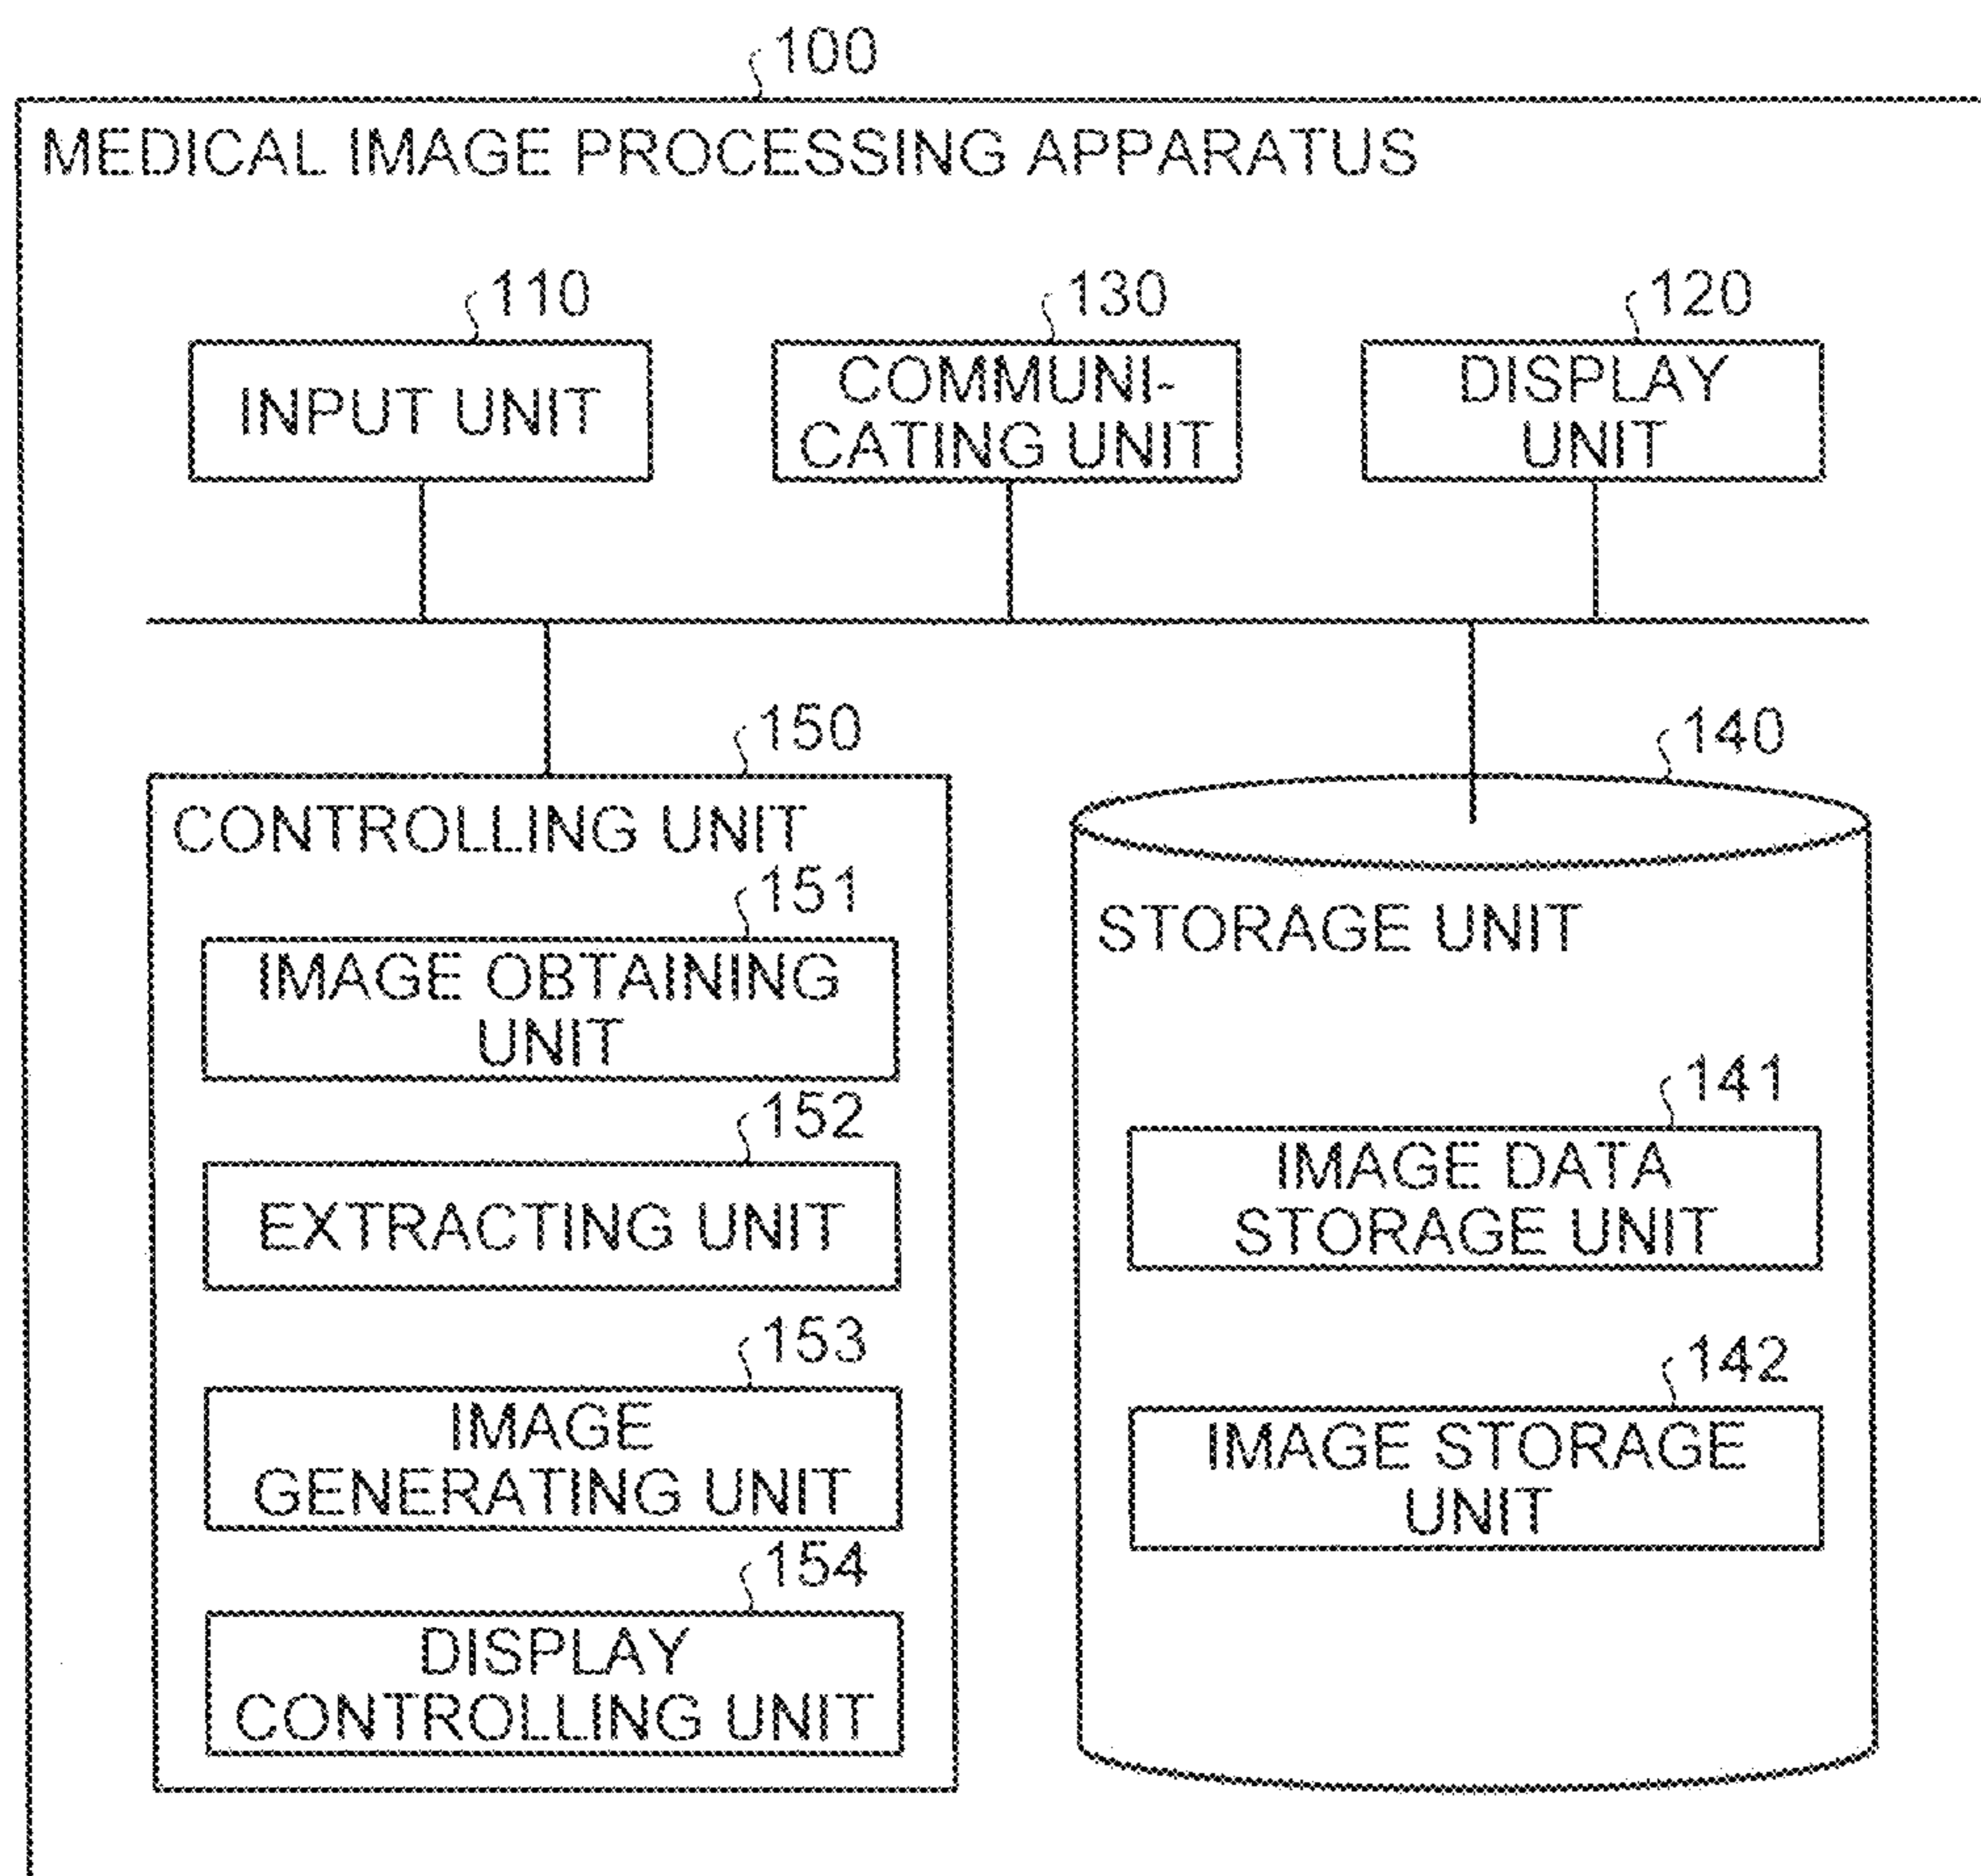 100
MEDICAL IMAGE PROCESSING APPARATUS
110
130
120
INPUT UNIT
COMMUNI-
CATING UNIT
DISPLAY
UNIT
150
CONTROLLING UNIT
151
IMAGE OBTAINING
UNIT
152
EXTRACTING UNIT
153
IMAGE
GENERATING UNIT
154
DISPLAY
CONTROLLING UNIT
140
STORAGE UNIT
141
IMAGE DATA
STORAGE UNIT
142
IMAGE STORAGE
UNIT